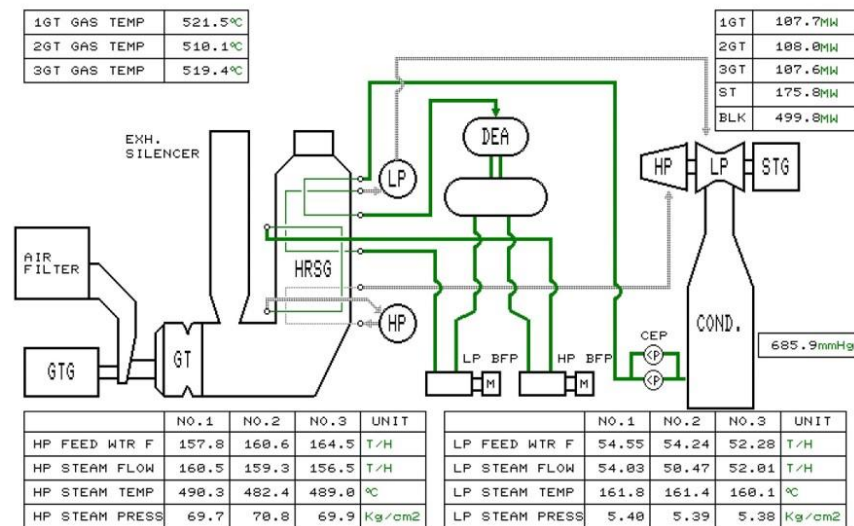 1GT GAS TEMP 521.5℃
2GT GAS TEMP 510.1℃
3GT GAS TEMP 519.4℃
1GT 107.7MW
2GT 108.0MW
3GT 107.6MW
ST 175.8MW
BLK 499.8MW
EXH.
SILENCER
DEA
LP
HP
LP
STG
AIR
FILTER
HRSG
HP
COND.
GTG
GT
LP BFP
HP BFP
CEP
<P
<P
M
M
685.9mmHg
NO.1 NO.2 NO.3 UNIT
HP FEED WTR F 157.8 160.6 164.5 T/H
HP STEAM FLOW 160.5 159.3 156.5 T/H
HP STEAM TEMP 490.3 482.4 489.0 ℃
HP STEAM PRESS 69.7 70.8 69.9 Kg/cm2
NO.1 NO.2 NO.3 UNIT
LP FEED WTR F 54.55 54.24 52.28 T/H
LP STEAM FLOW 54.03 50.47 52.01 T/H
LP STEAM TEMP 161.8 161.4 160.1 ℃
LP STEAM PRESS 5.40 5.39 5.38 Kg/cm2